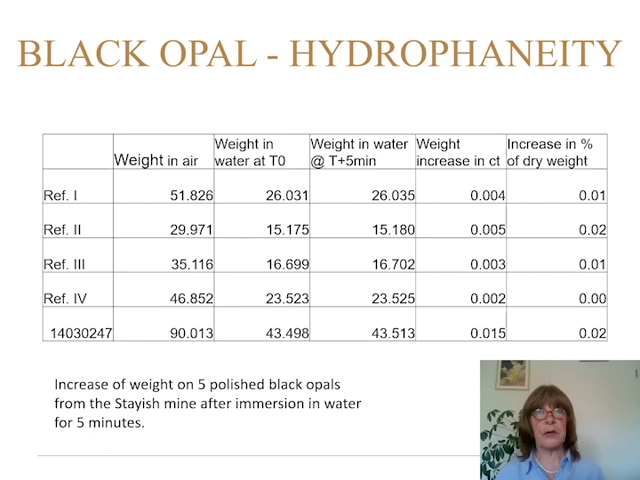 BLACK OPAL - HYDROPHANEITY
Weight in air Weight in water at T0 Weight in water @ T+5min Weight increase in ct Increase in % of dry weight
Ref. I 51.826 26.031 26.035 0.004 0.01
Ref. II 29.971 15.175 15.180 0.005 0.02
Ref. III 35.116 16.699 16.702 0.003 0.01
Ref. IV 46.852 23.523 23.525 0.002 0.00
14030247 90.013 43.498 43.513 0.015 0.02
Increase of weight on 5 polished black opals
from the Stayish mine after immersion in water
for 5 minutes.